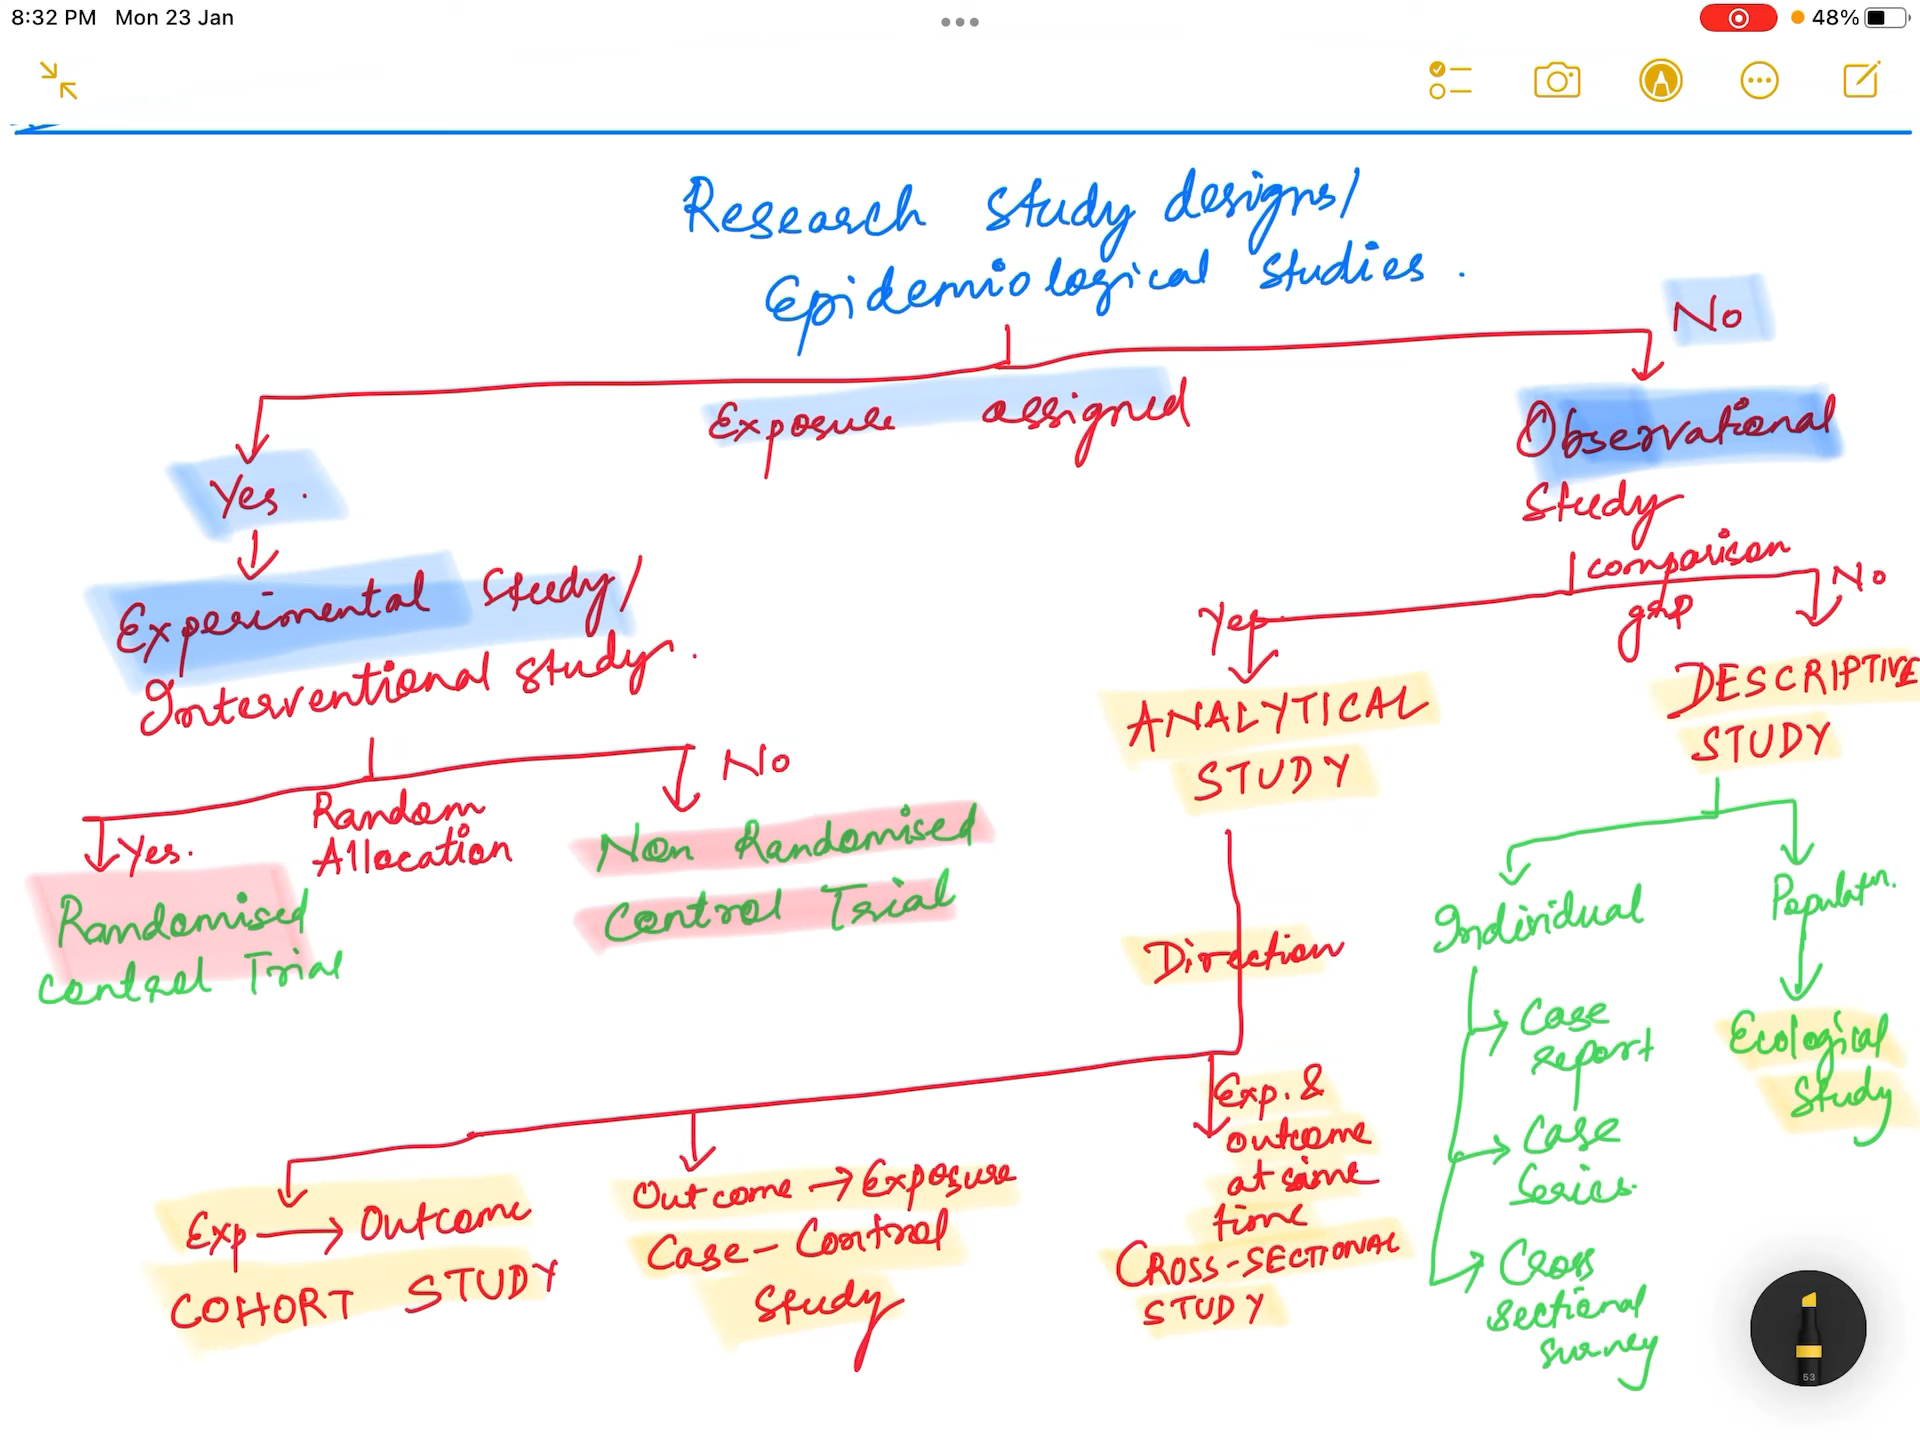 8:32 PM Mon 23 Jan
48%
Research study designs/
Epidemiological studies.
No
Exposure assigned
Observational
Study
Yes.
comparison
grp
No
Yes
Experimental Study/
Interventional study.
DESCRIPTIVE
STUDY
ANALYTICAL
STUDY
No
Random
Allocation
Yes.
Non Randomised
Control Trial
Randomised
Control Trial
Individual
Populatn.
Direction
Case
report
Ecological
Study
Exp. &
outcome
at same
time
CROSS-SECTIONAL
STUDY
Case
Series.
Outcome → Exposure
Case-Control
Study
Exp → Outcome
COHORT STUDY
Cross
sectional
survey
53